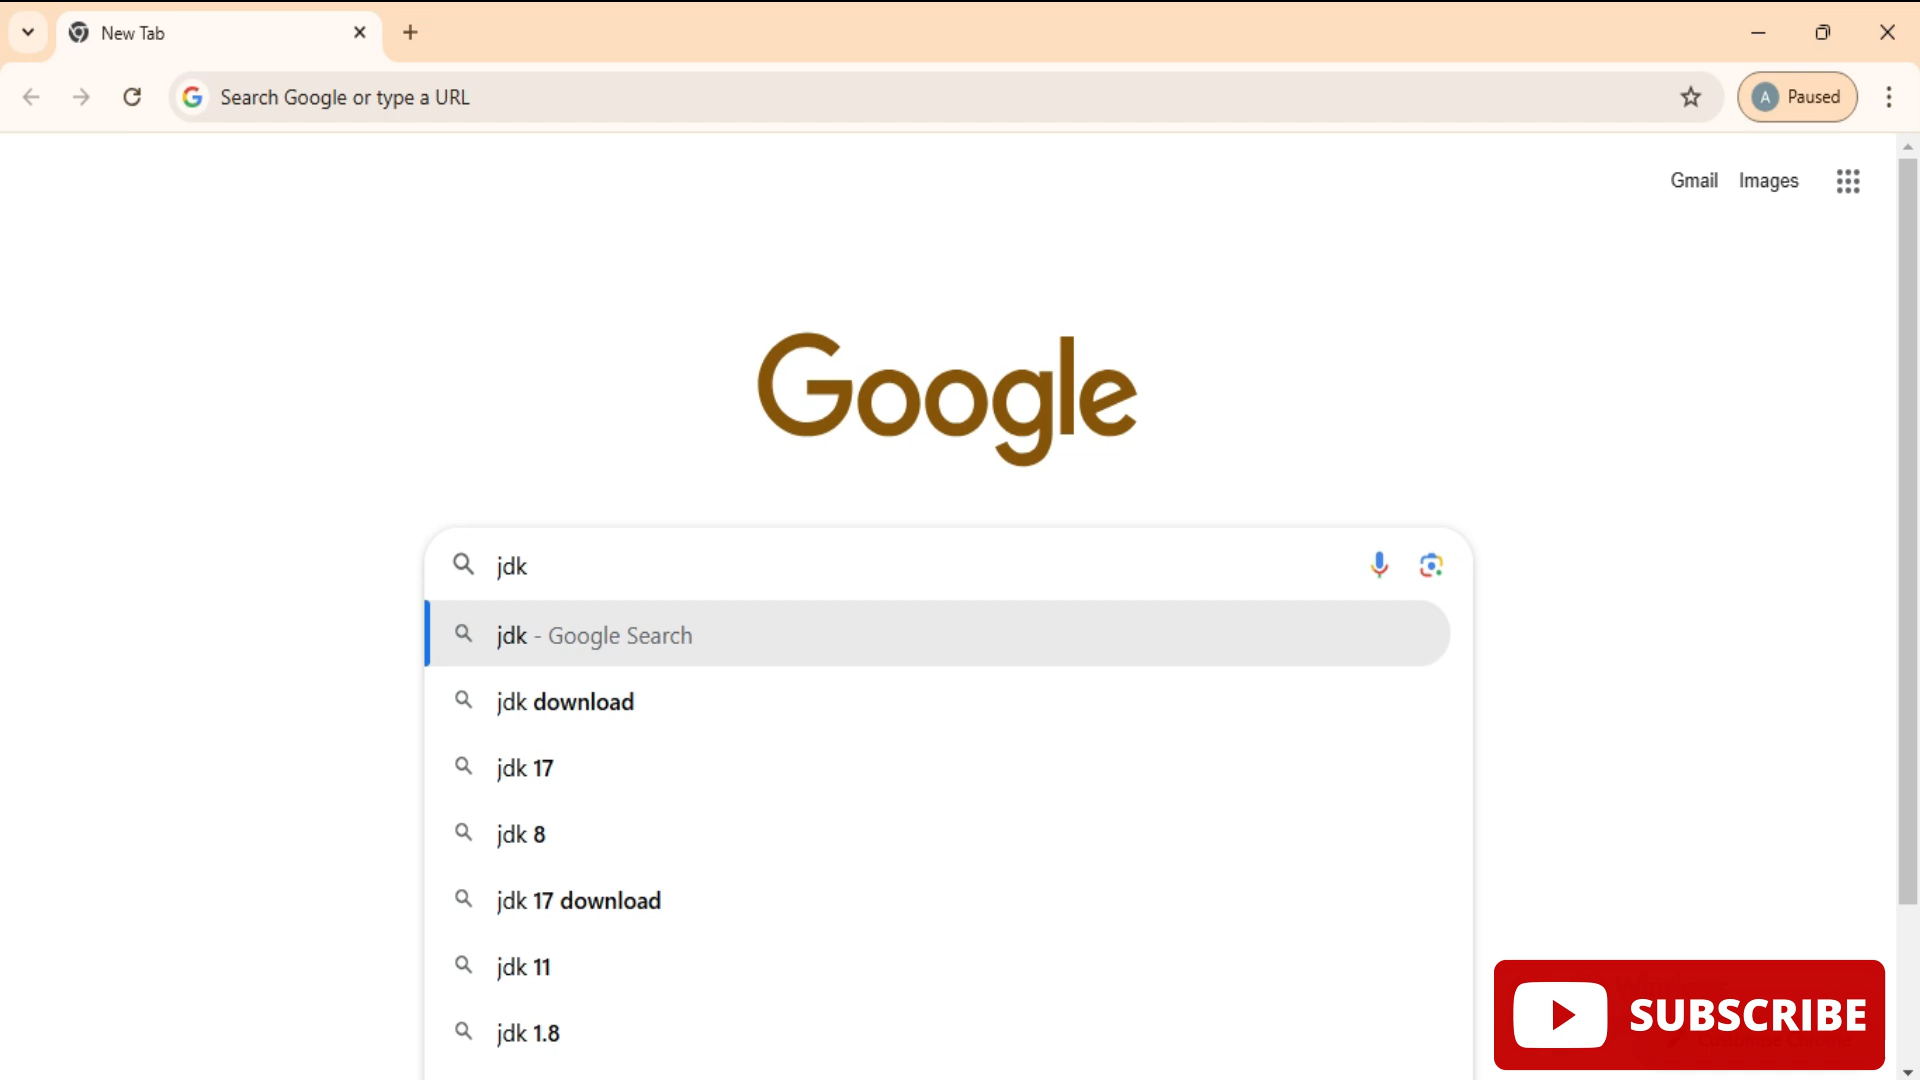 New Tab
Search Google or type a URL
A Paused
Gmail Images
Google
jdk
jdk - Google Search
jdk download
jdk 17
jdk 8
jdk 17 download
jdk 11
jdk 1.8
SUBSCRIBE